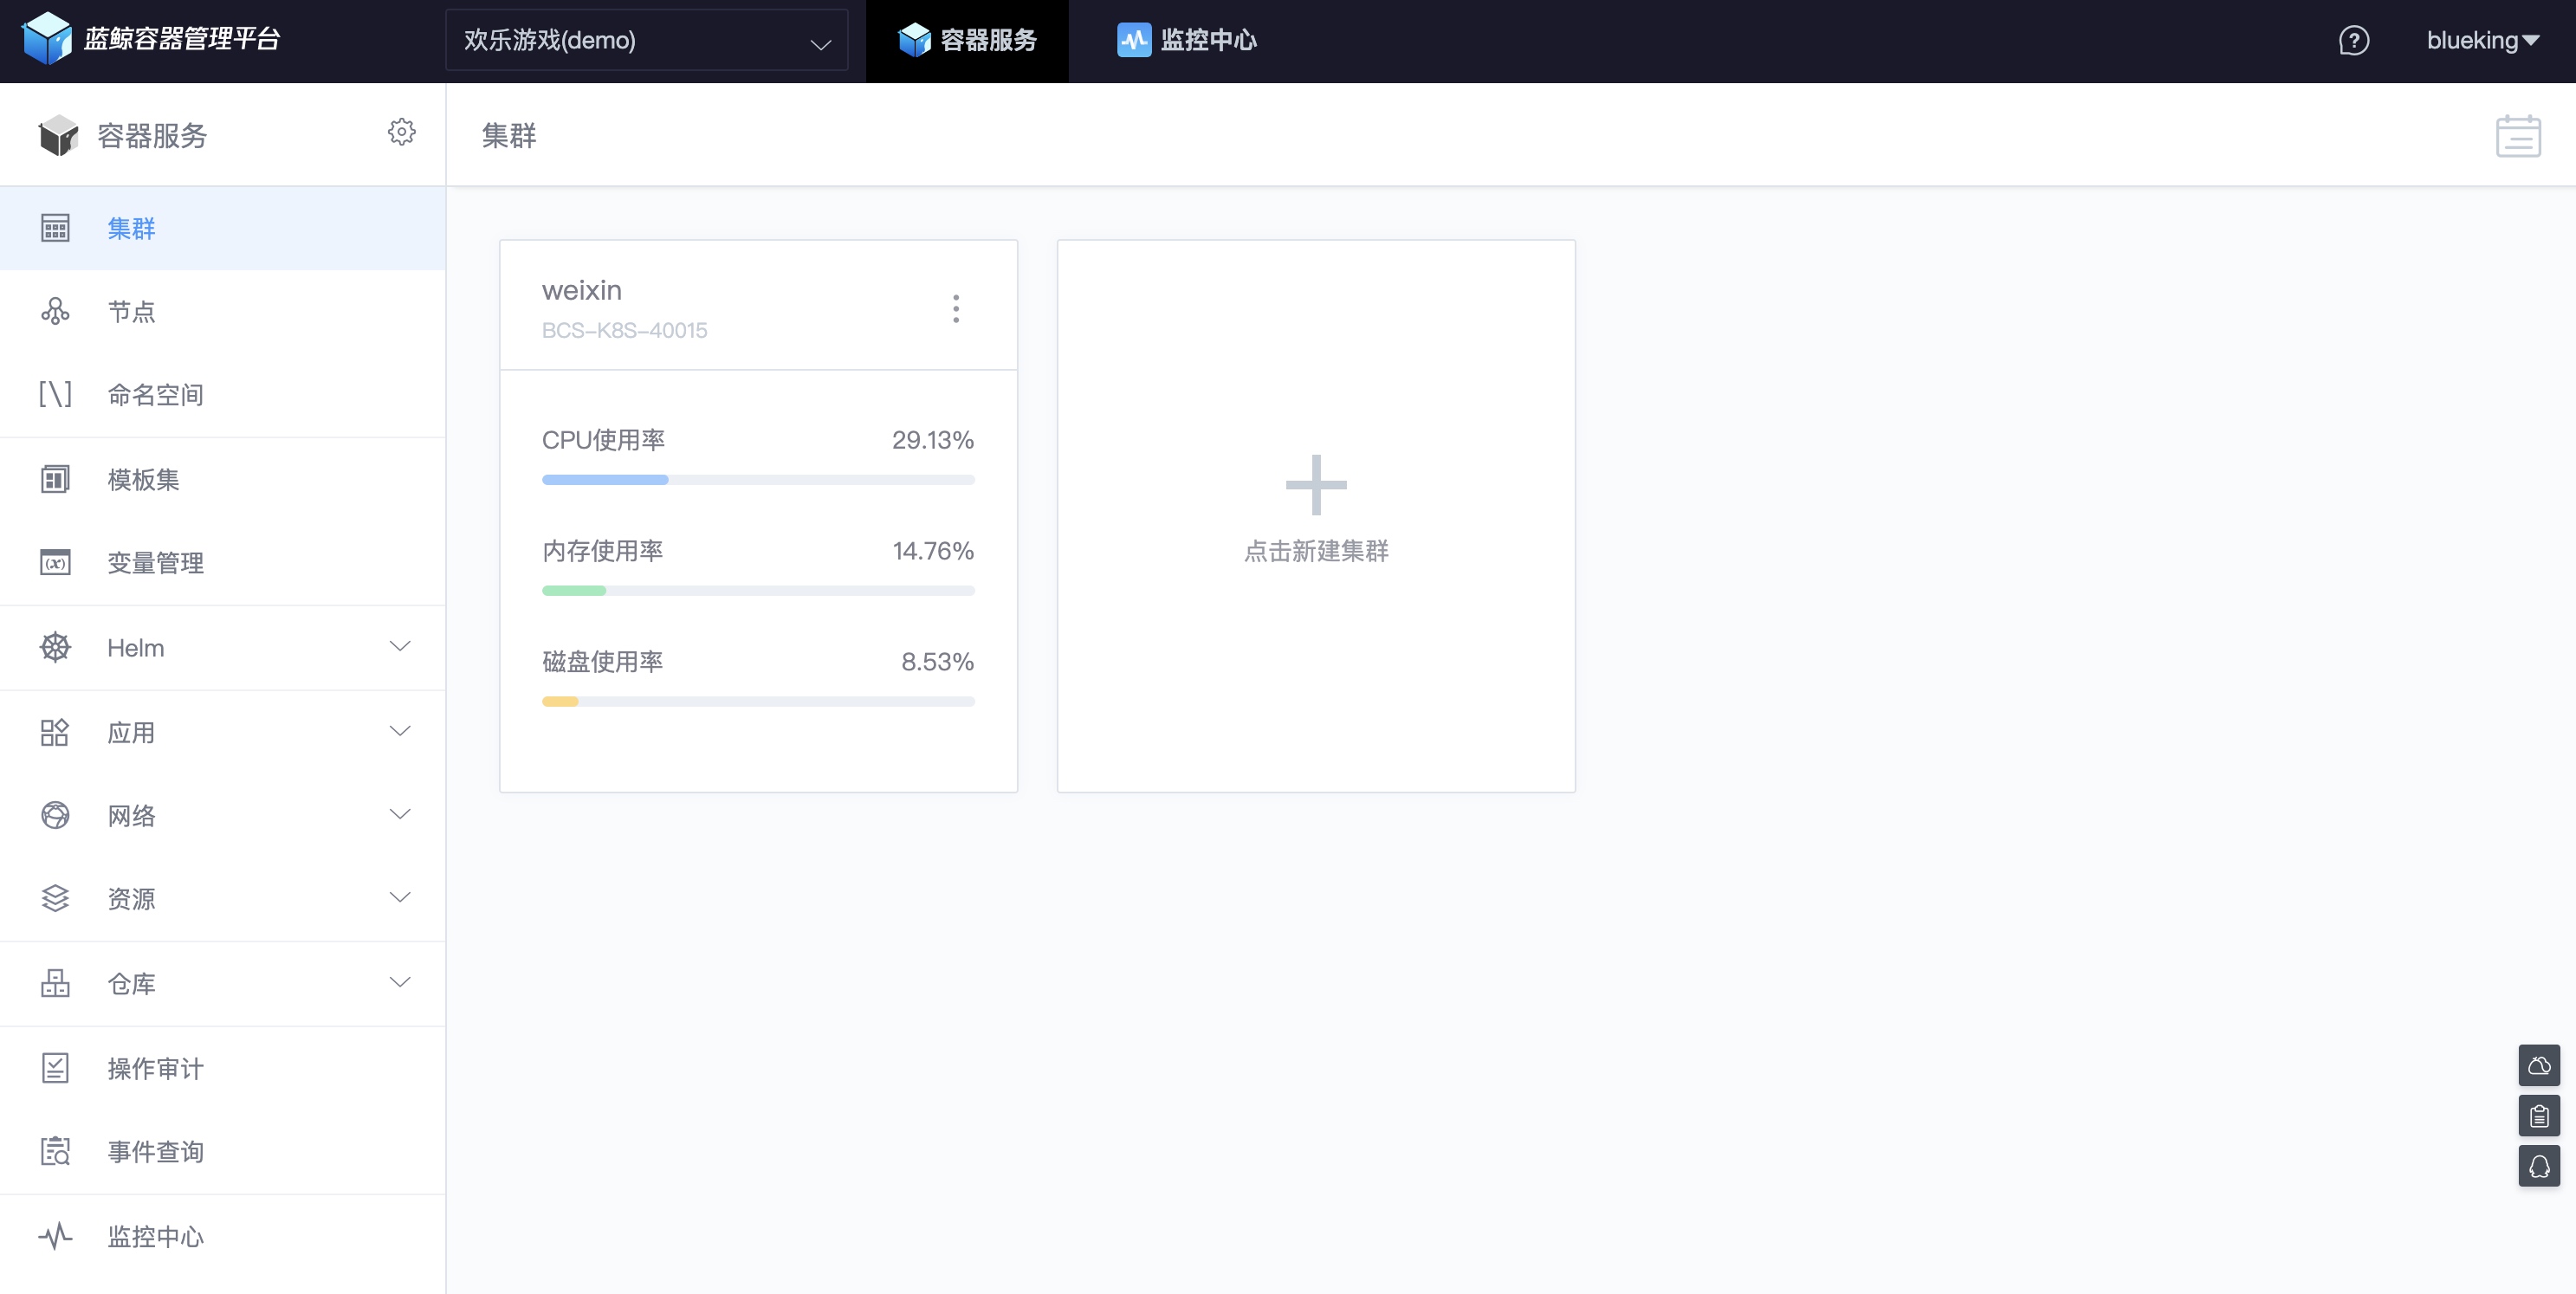 蓝鲸容器管理平台
欢乐游戏(demo)
容器服务
监控中心
blueking
容器服务
集群
集群
节点
[\] 命名空间
模板集
(x) 变量管理
Helm
应用
网络
资源
仓库
操作审计
事件查询
监控中心
weixin
BCS-K8S-40015
CPU使用率 29.13%
内存使用率 14.76%
磁盘使用率 8.53%
点击新建集群